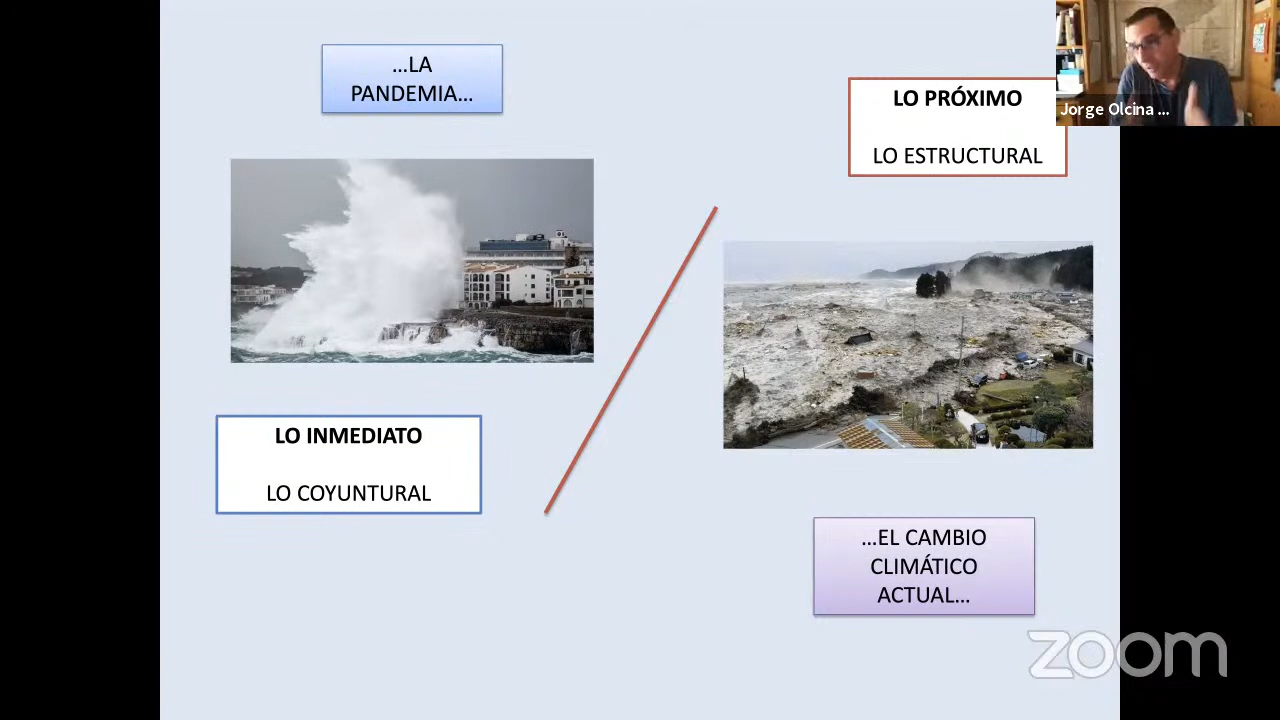 ...LA
PANDEMIA...
LO PRÓXIMO
LO ESTRUCTURAL
Jorge Olcina ...
LO INMEDIATO
LO COYUNTURAL
...EL CAMBIO
CLIMÁTICO
ACTUAL...
zoom